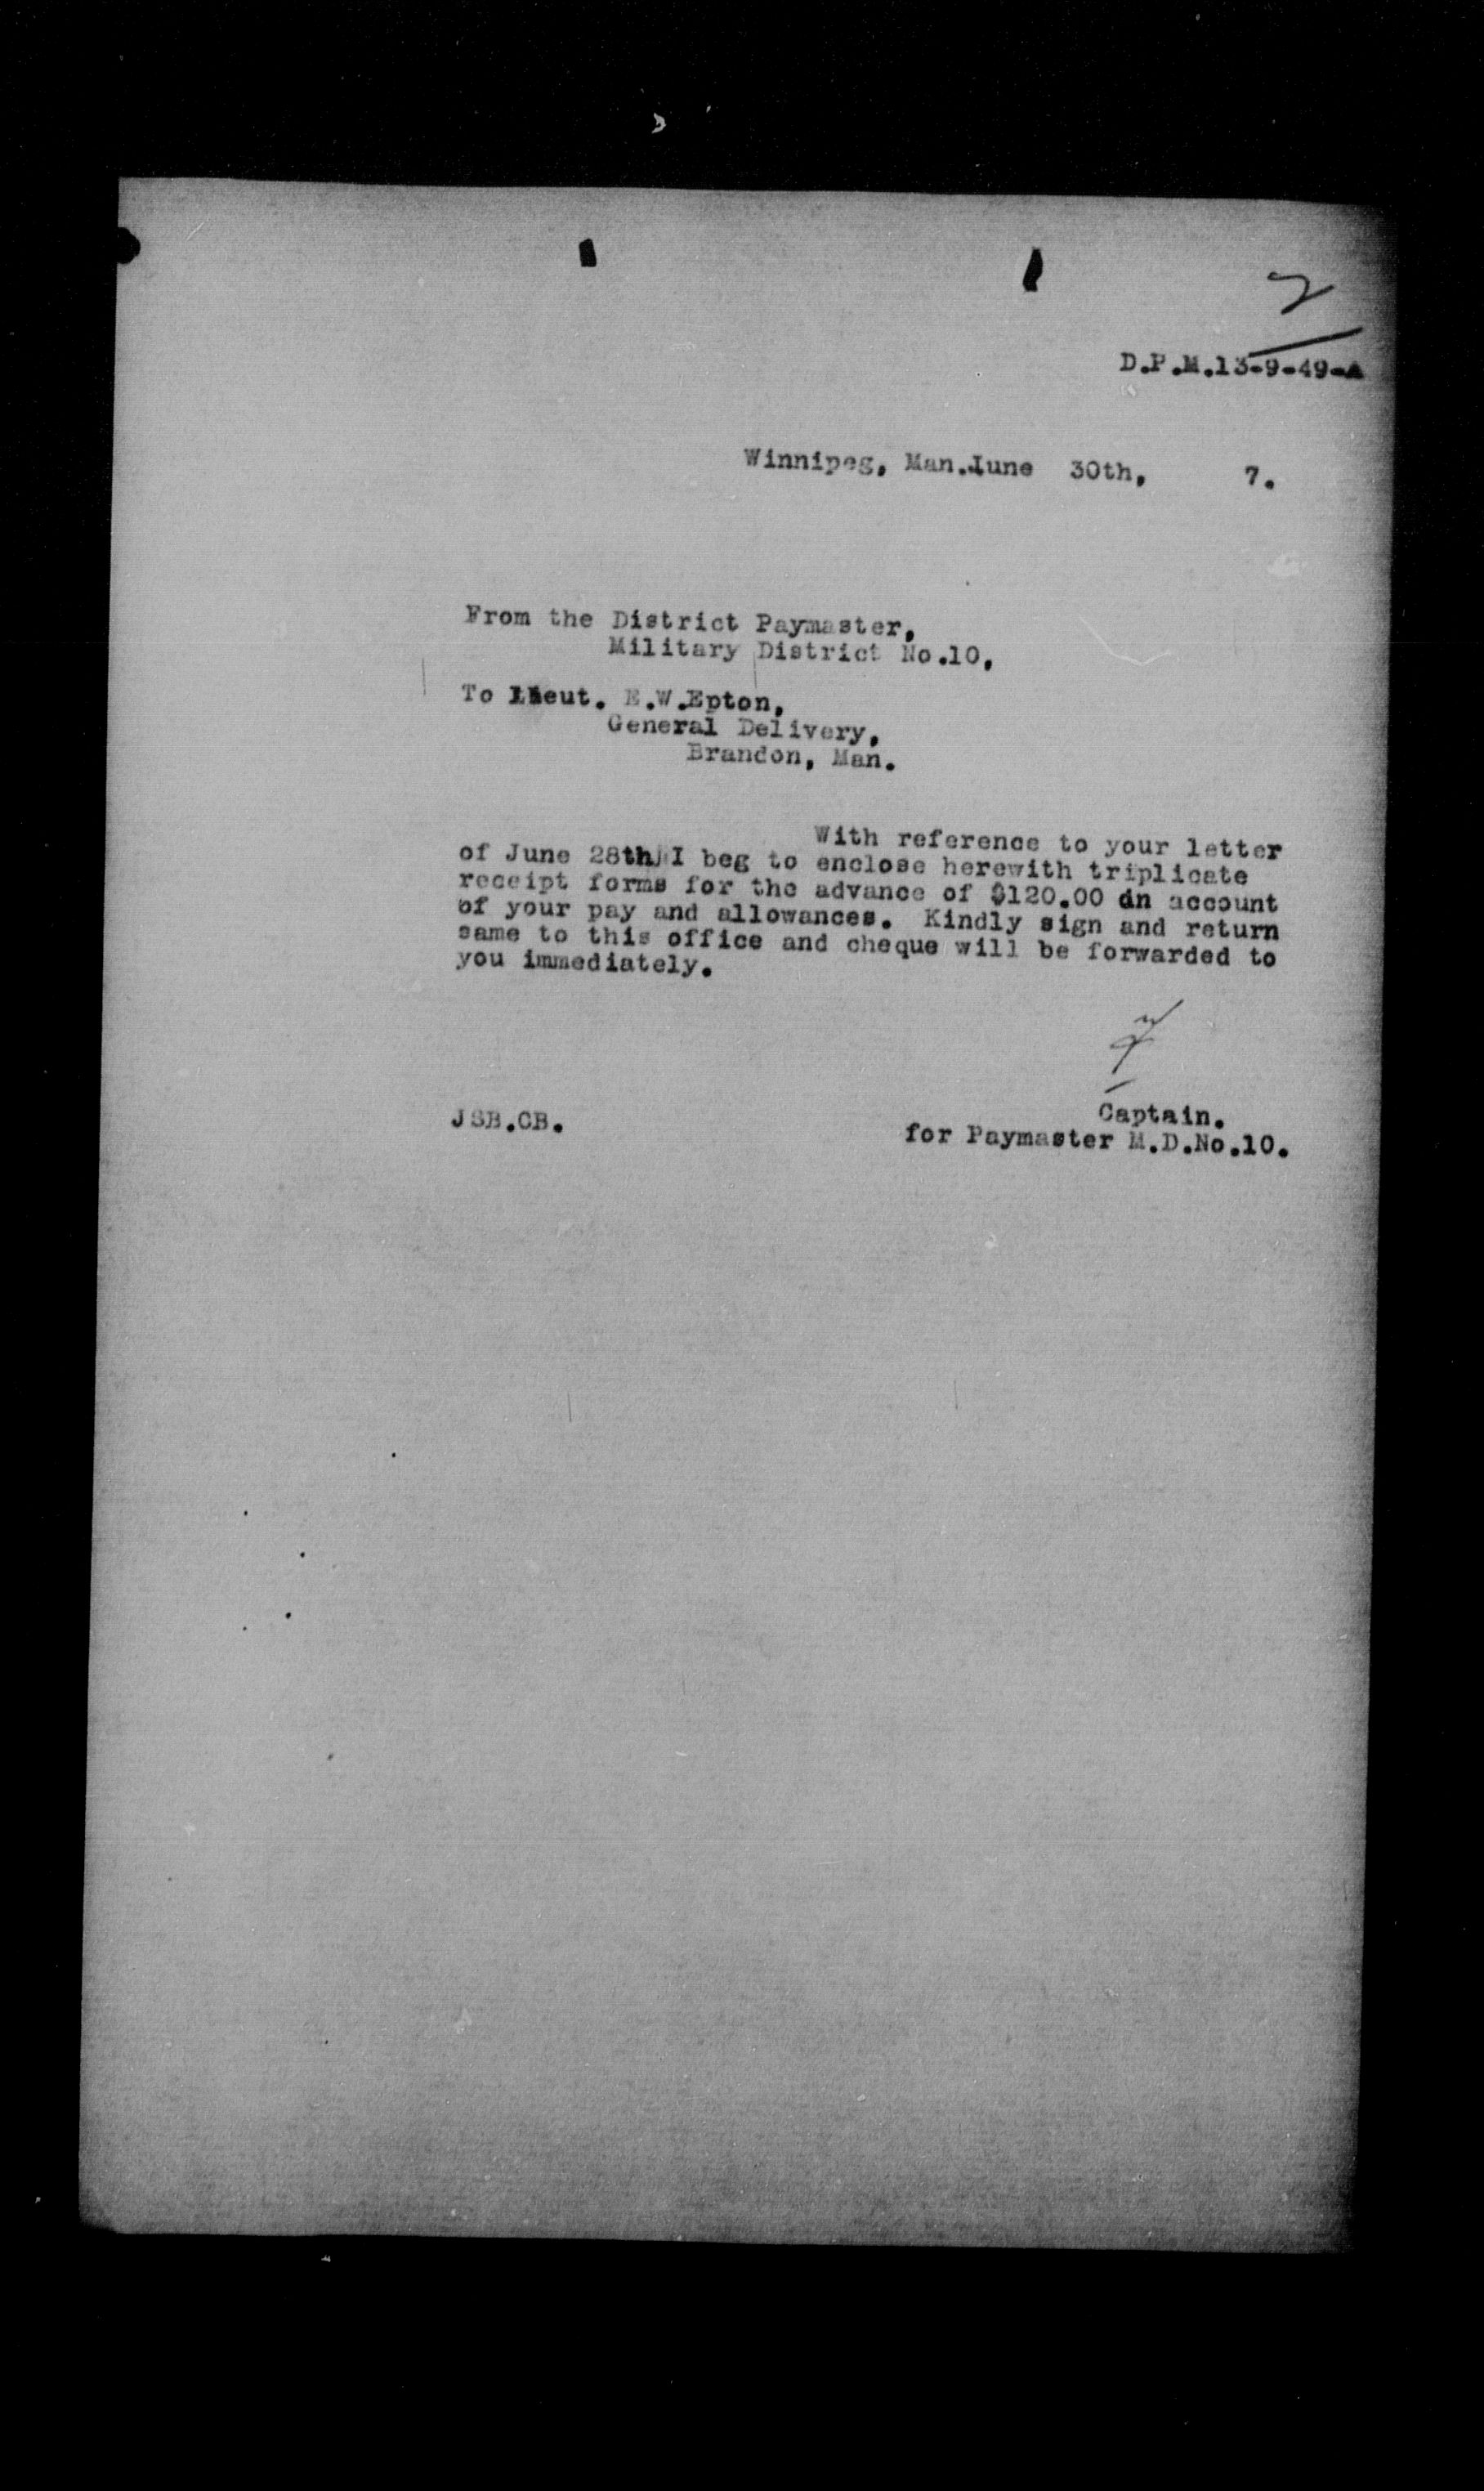 2
D.P.M.13-9-49-A
Winnipeg, Man.June 30th, 7.
From the District Paymaster,
Military District No.10,
To Lieut. E.W.Epton,
General Delivery,
Brandon, Man.
With reference to your letter
of June 28th, I beg to enclose herewith triplicate
receipt forms for the advance of $120.00 on account
of your pay and allowances. Kindly sign and return
same to this office and cheque will be forwarded to
you immediately.
Captain.
JSB.CB.
for Paymaster M.D.No.10.